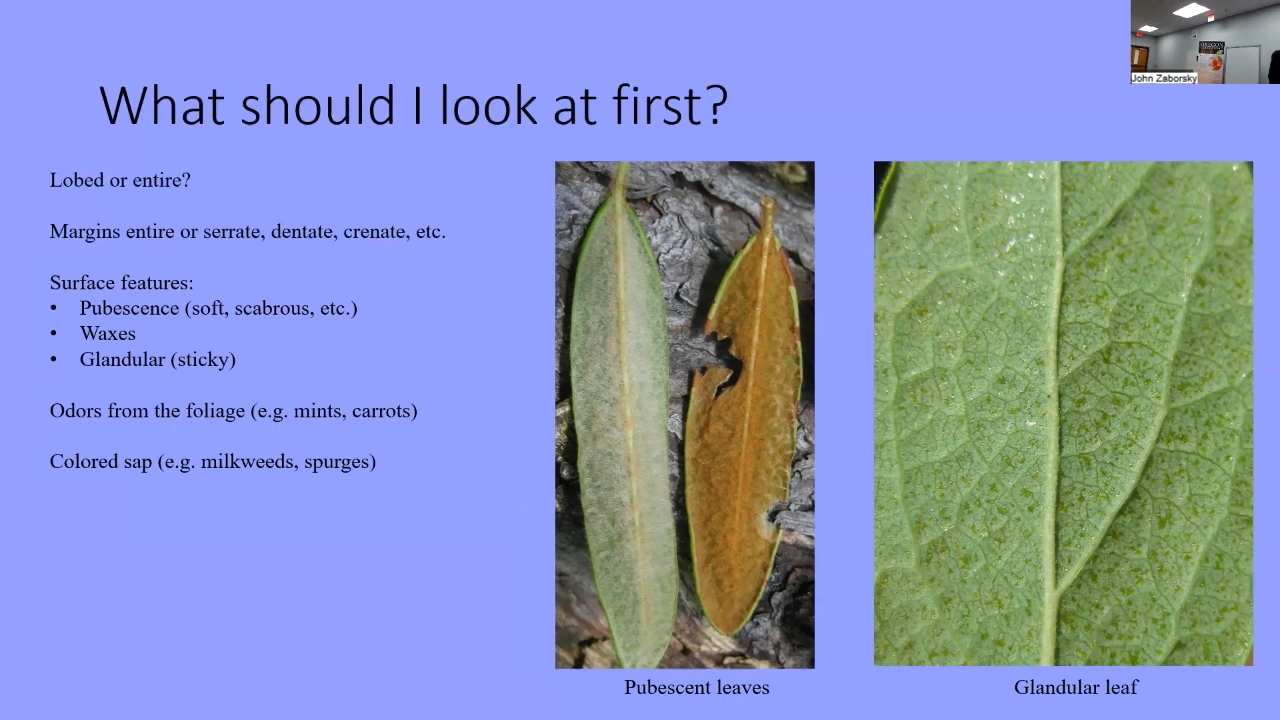 What should I look at first?
John Zaborsky
Lobed or entire?
Margins entire or serrate, dentate, crenate, etc.
Surface features:
• Pubescence (soft, scabrous, etc.)
• Waxes
• Glandular (sticky)
Odors from the foliage (e.g. mints, carrots)
Colored sap (e.g. milkweeds, spurges)
Pubescent leaves
Glandular leaf